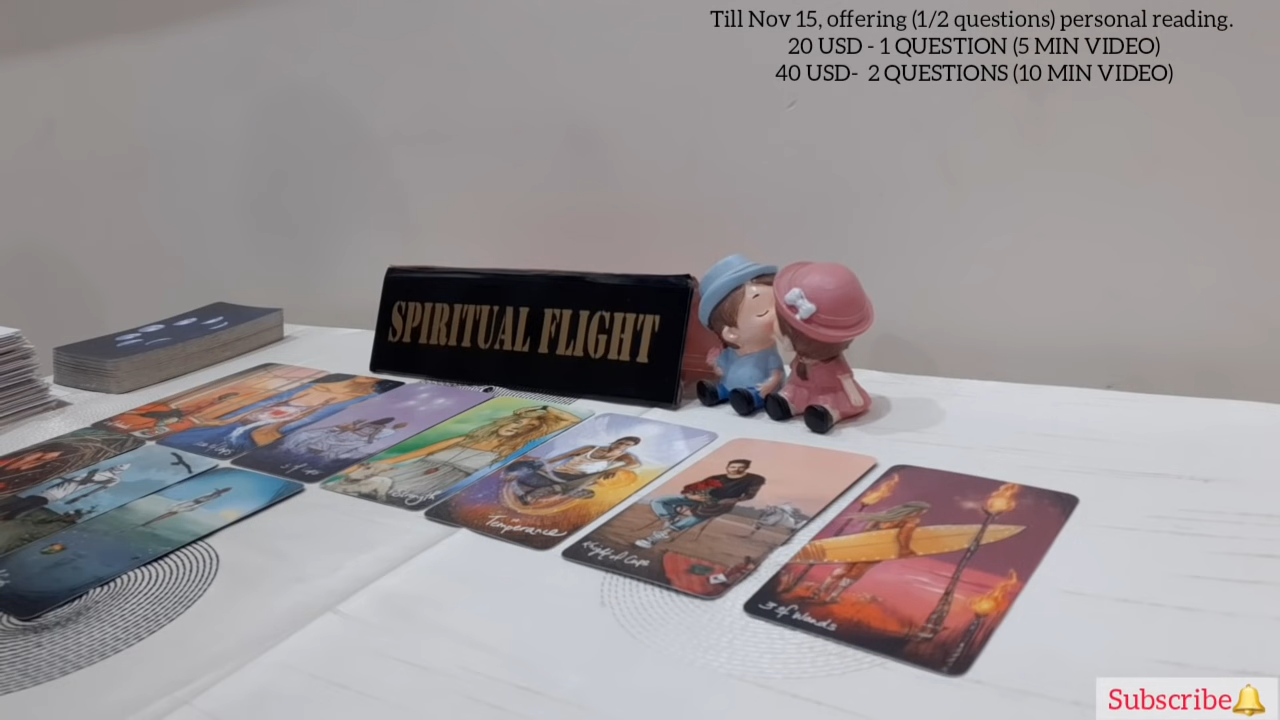 Till Nov 15, offering (1/2 questions) personal reading.
20 USD - 1 QUESTION (5 MIN VIDEO)
40 USD- 2 QUESTIONS (10 MIN VIDEO)
SPIRITUAL FLIGHT
Strength
Temperance
Knight of Cups
3 of Wands
Subscribe🔔